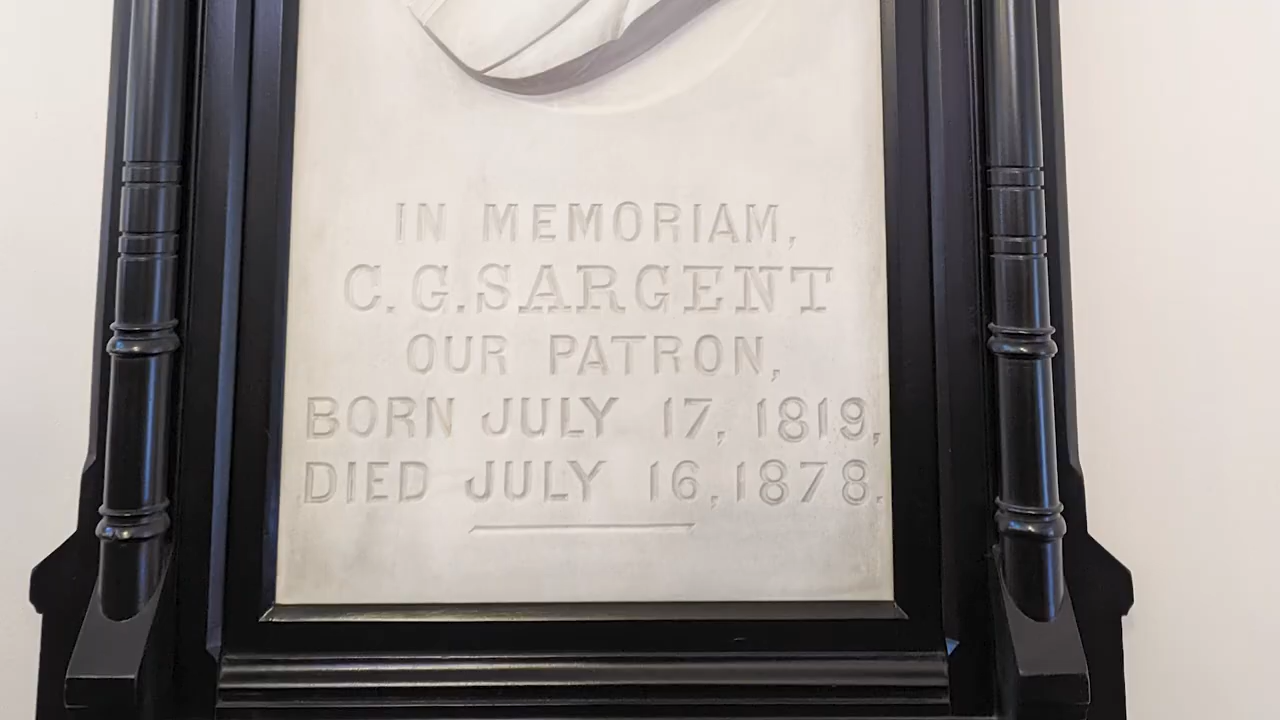 IN MEMORIAM,
C. G. SARGENT
OUR PATRON,
BORN JULY 17, 1819,
DIED JULY 16, 1878.